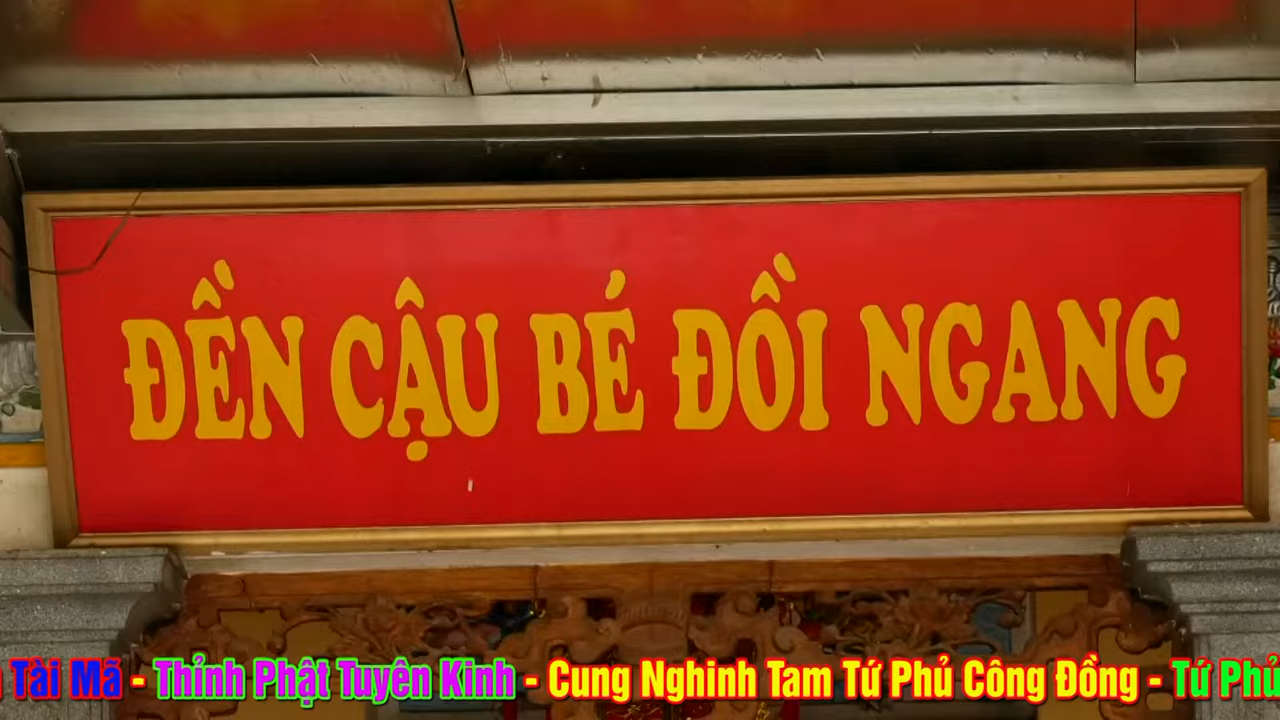 ĐỀN CẬU BÉ ĐỒI NGANG
Tài Mã - Thỉnh Phật Tuyên Kinh - Cung Nghinh Tam Tứ Phủ Công Đồng - Tứ Phủ